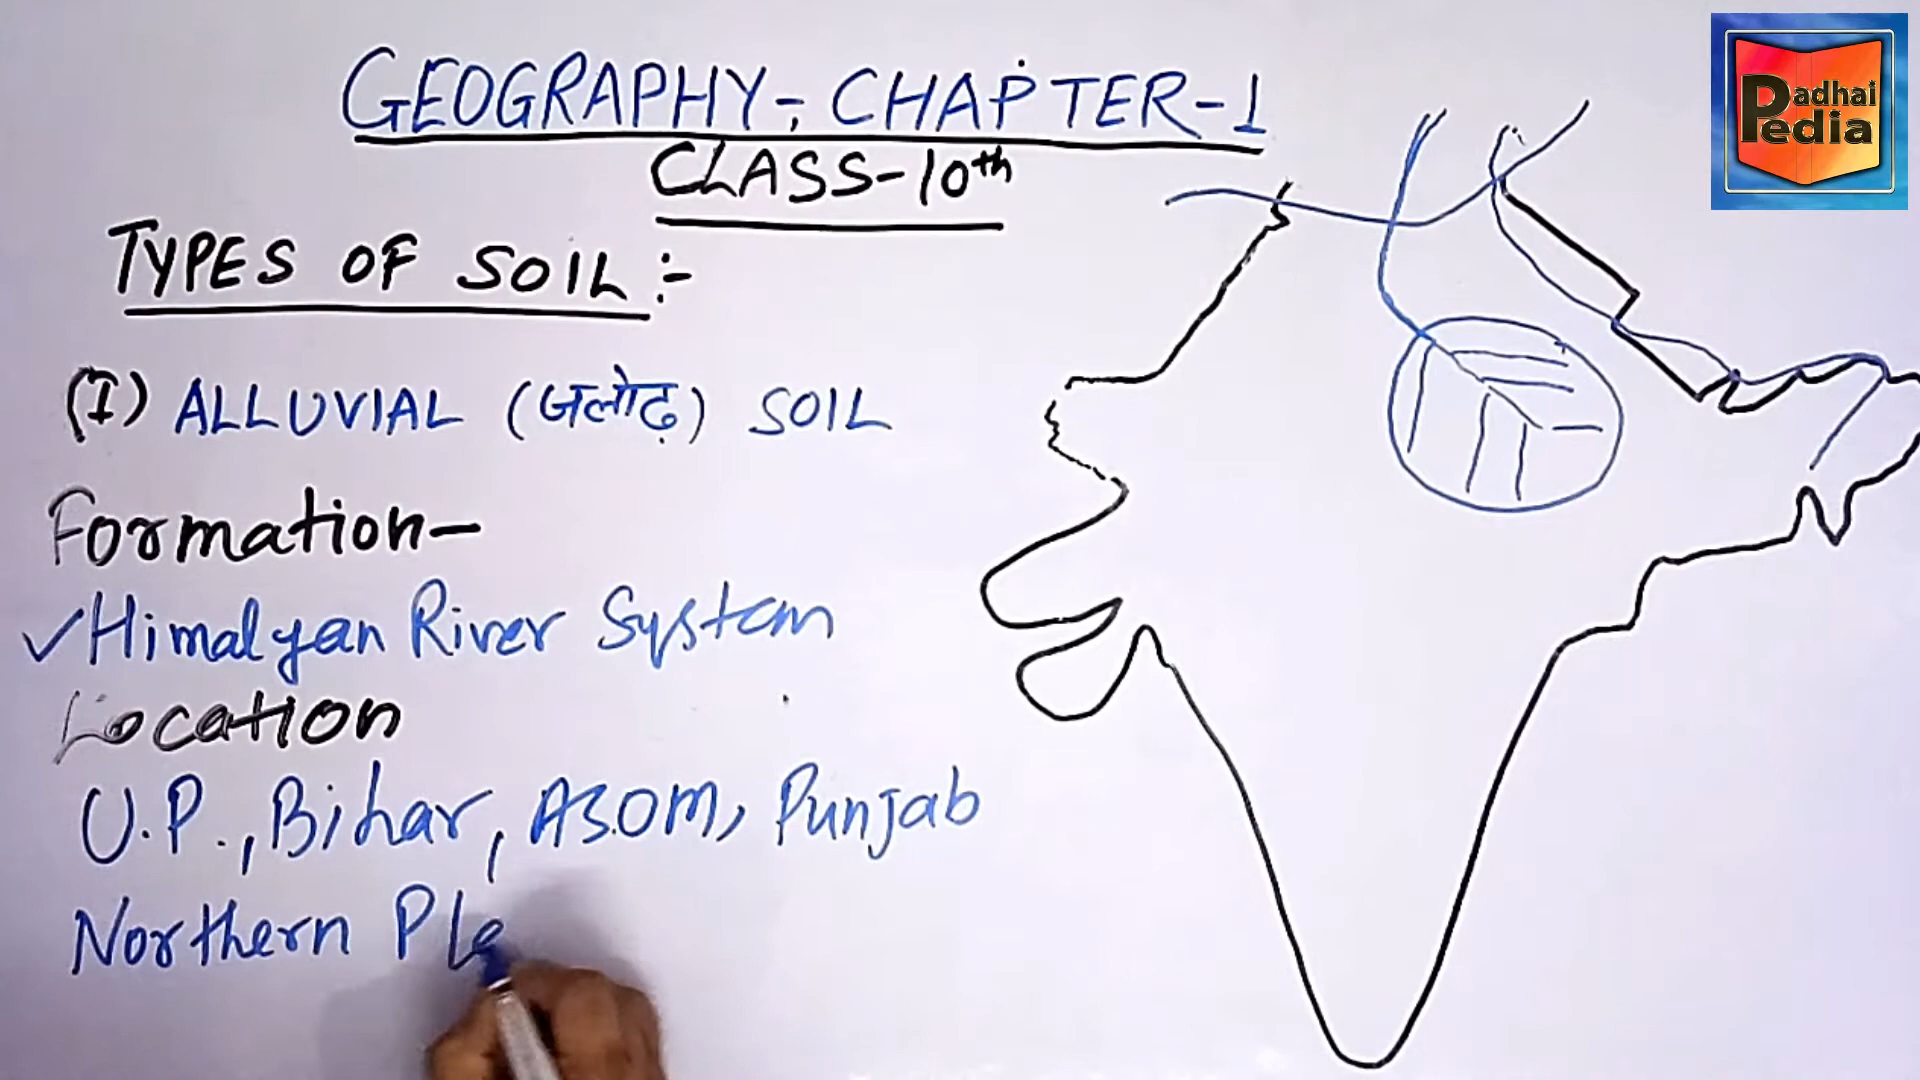 GEOGRAPHY:- CHAPTER-1
CLASS-10th
TYPES OF SOIL:-
(I) ALLUVIAL (जलोढ़) SOIL
Formation-
✓Himalyan River System
Location
U.P., Bihar, ASOM, Punjab
Northern Pla
Padhai
Pedia